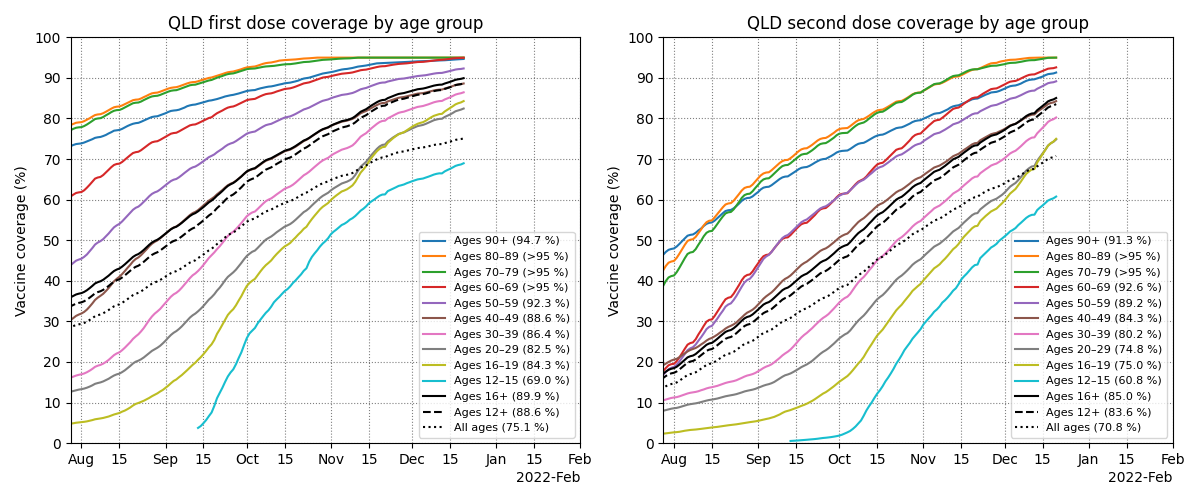 QLD first dose coverage by age group
Vaccine coverage (%)
100
90
80
70
60
50
40
30
20
10
0
Aug 15 Sep 15 Oct 15 Nov 15 Dec 15 Jan 15 Feb
2022-Feb
Ages 90+ (94.7 %)
Ages 80–89 (>95 %)
Ages 70–79 (>95 %)
Ages 60–69 (>95 %)
Ages 50–59 (92.3 %)
Ages 40–49 (88.6 %)
Ages 30–39 (86.4 %)
Ages 20–29 (82.5 %)
Ages 16–19 (84.3 %)
Ages 12–15 (69.0 %)
Ages 16+ (89.9 %)
Ages 12+ (88.6 %)
All ages (75.1 %)
QLD second dose coverage by age group
Vaccine coverage (%)
100
90
80
70
60
50
40
30
20
10
0
Aug 15 Sep 15 Oct 15 Nov 15 Dec 15 Jan 15 Feb
2022-Feb
Ages 90+ (91.3 %)
Ages 80–89 (>95 %)
Ages 70–79 (>95 %)
Ages 60–69 (92.6 %)
Ages 50–59 (89.2 %)
Ages 40–49 (84.3 %)
Ages 30–39 (80.2 %)
Ages 20–29 (74.8 %)
Ages 16–19 (75.0 %)
Ages 12–15 (60.8 %)
Ages 16+ (85.0 %)
Ages 12+ (83.6 %)
All ages (70.8 %)